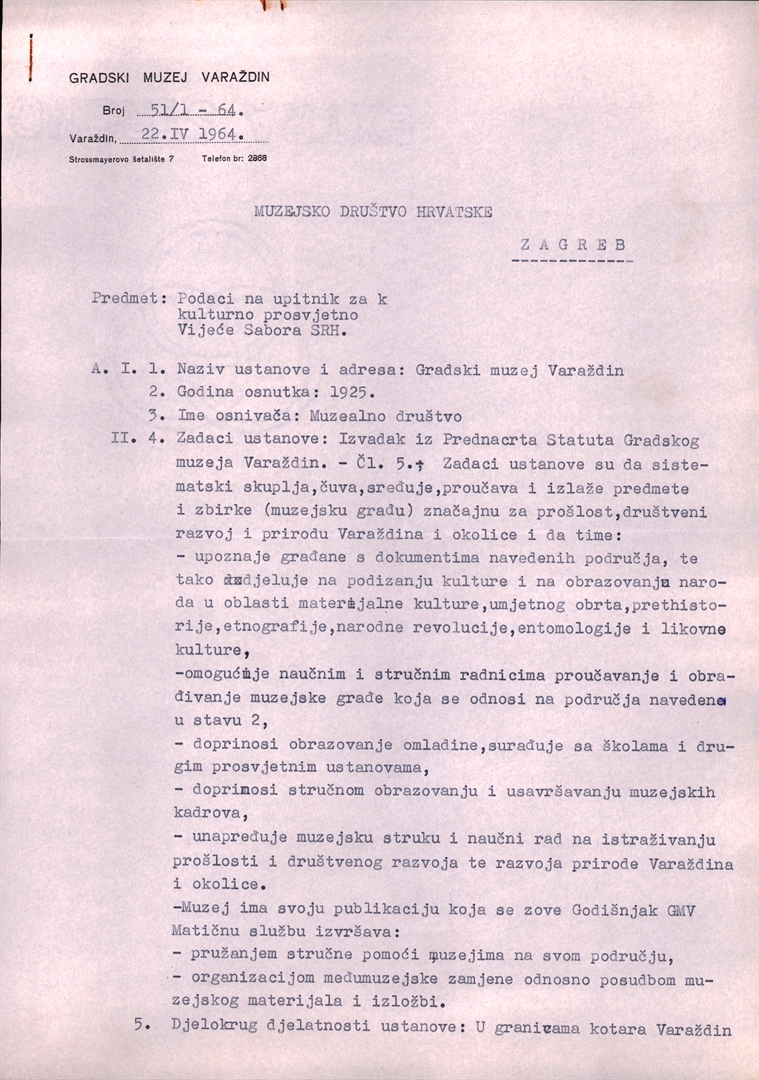 GRADSKI MUZEJ VARAŽDIN
Broj 51/1 - 64.
Varaždin, 22.IV 1964.
Strossmayerovo šetalište 7 Telefon br: 2868
MUZEJSKO DRUŠTVO HRVATSKE
Z A G R E B
Predmet: Podaci na upitnik za k
kulturno prosvjetno
Vijeće Sabora SRH.
A. I. 1. Naziv ustanove i adresa: Gradski muzej Varaždin
2. Godina osnutka: 1925.
3. Ime osnivača: Muzealno društvo
II. 4. Zadaci ustanove: Izvadak iz Prednacrta Statuta Gradskog
muzeja Varaždin. - Čl. 5. Zadaci ustanove su da siste-
matski skuplja,čuva,sređuje,proučava i izlaže predmete
i zbirke (muzejsku građu) značajnu za prošlost,društveni
razvoj i prirodu Varaždina i okolice i da time:
- upoznaje građane s dokumentima navedenih područja, te
tako djeluje na podizanju kulture i na obrazovanju naro-
da u oblasti materijalne kulture,umjetnog obrta,prethisto-
rije,etnografije,narodne revolucije,entomologije i likovne
kulture,
-omogućuje naučnim i stručnim radnicima proučavanje i obra-
đivanje muzejske građe koja se odnosi na područja navedena
u stavu 2,
- doprinosi obrazovanje omladine,surađuje sa školama i dru-
gim prosvjetnim ustanovama,
- doprinosi stručnom obrazovanju i usavršavanju muzejskih
kadrova,
- unapređuje muzejsku struku i naučni rad na istraživanju
prošlosti i društvenog razvoja te razvoja prirode Varaždina
i okolice.
-Muzej ima svoju publikaciju koja se zove Godišnjak GMV
Matičnu službu izvršava:
- pružanjem stručne pomoći muzejima na svom području,
- organizacijom međumuzejske zamjene odnosno posudbom mu-
zejskog materijala i izložbi.
5. Djelokrug djelatnosti ustanove: U granicama kotara Varaždin